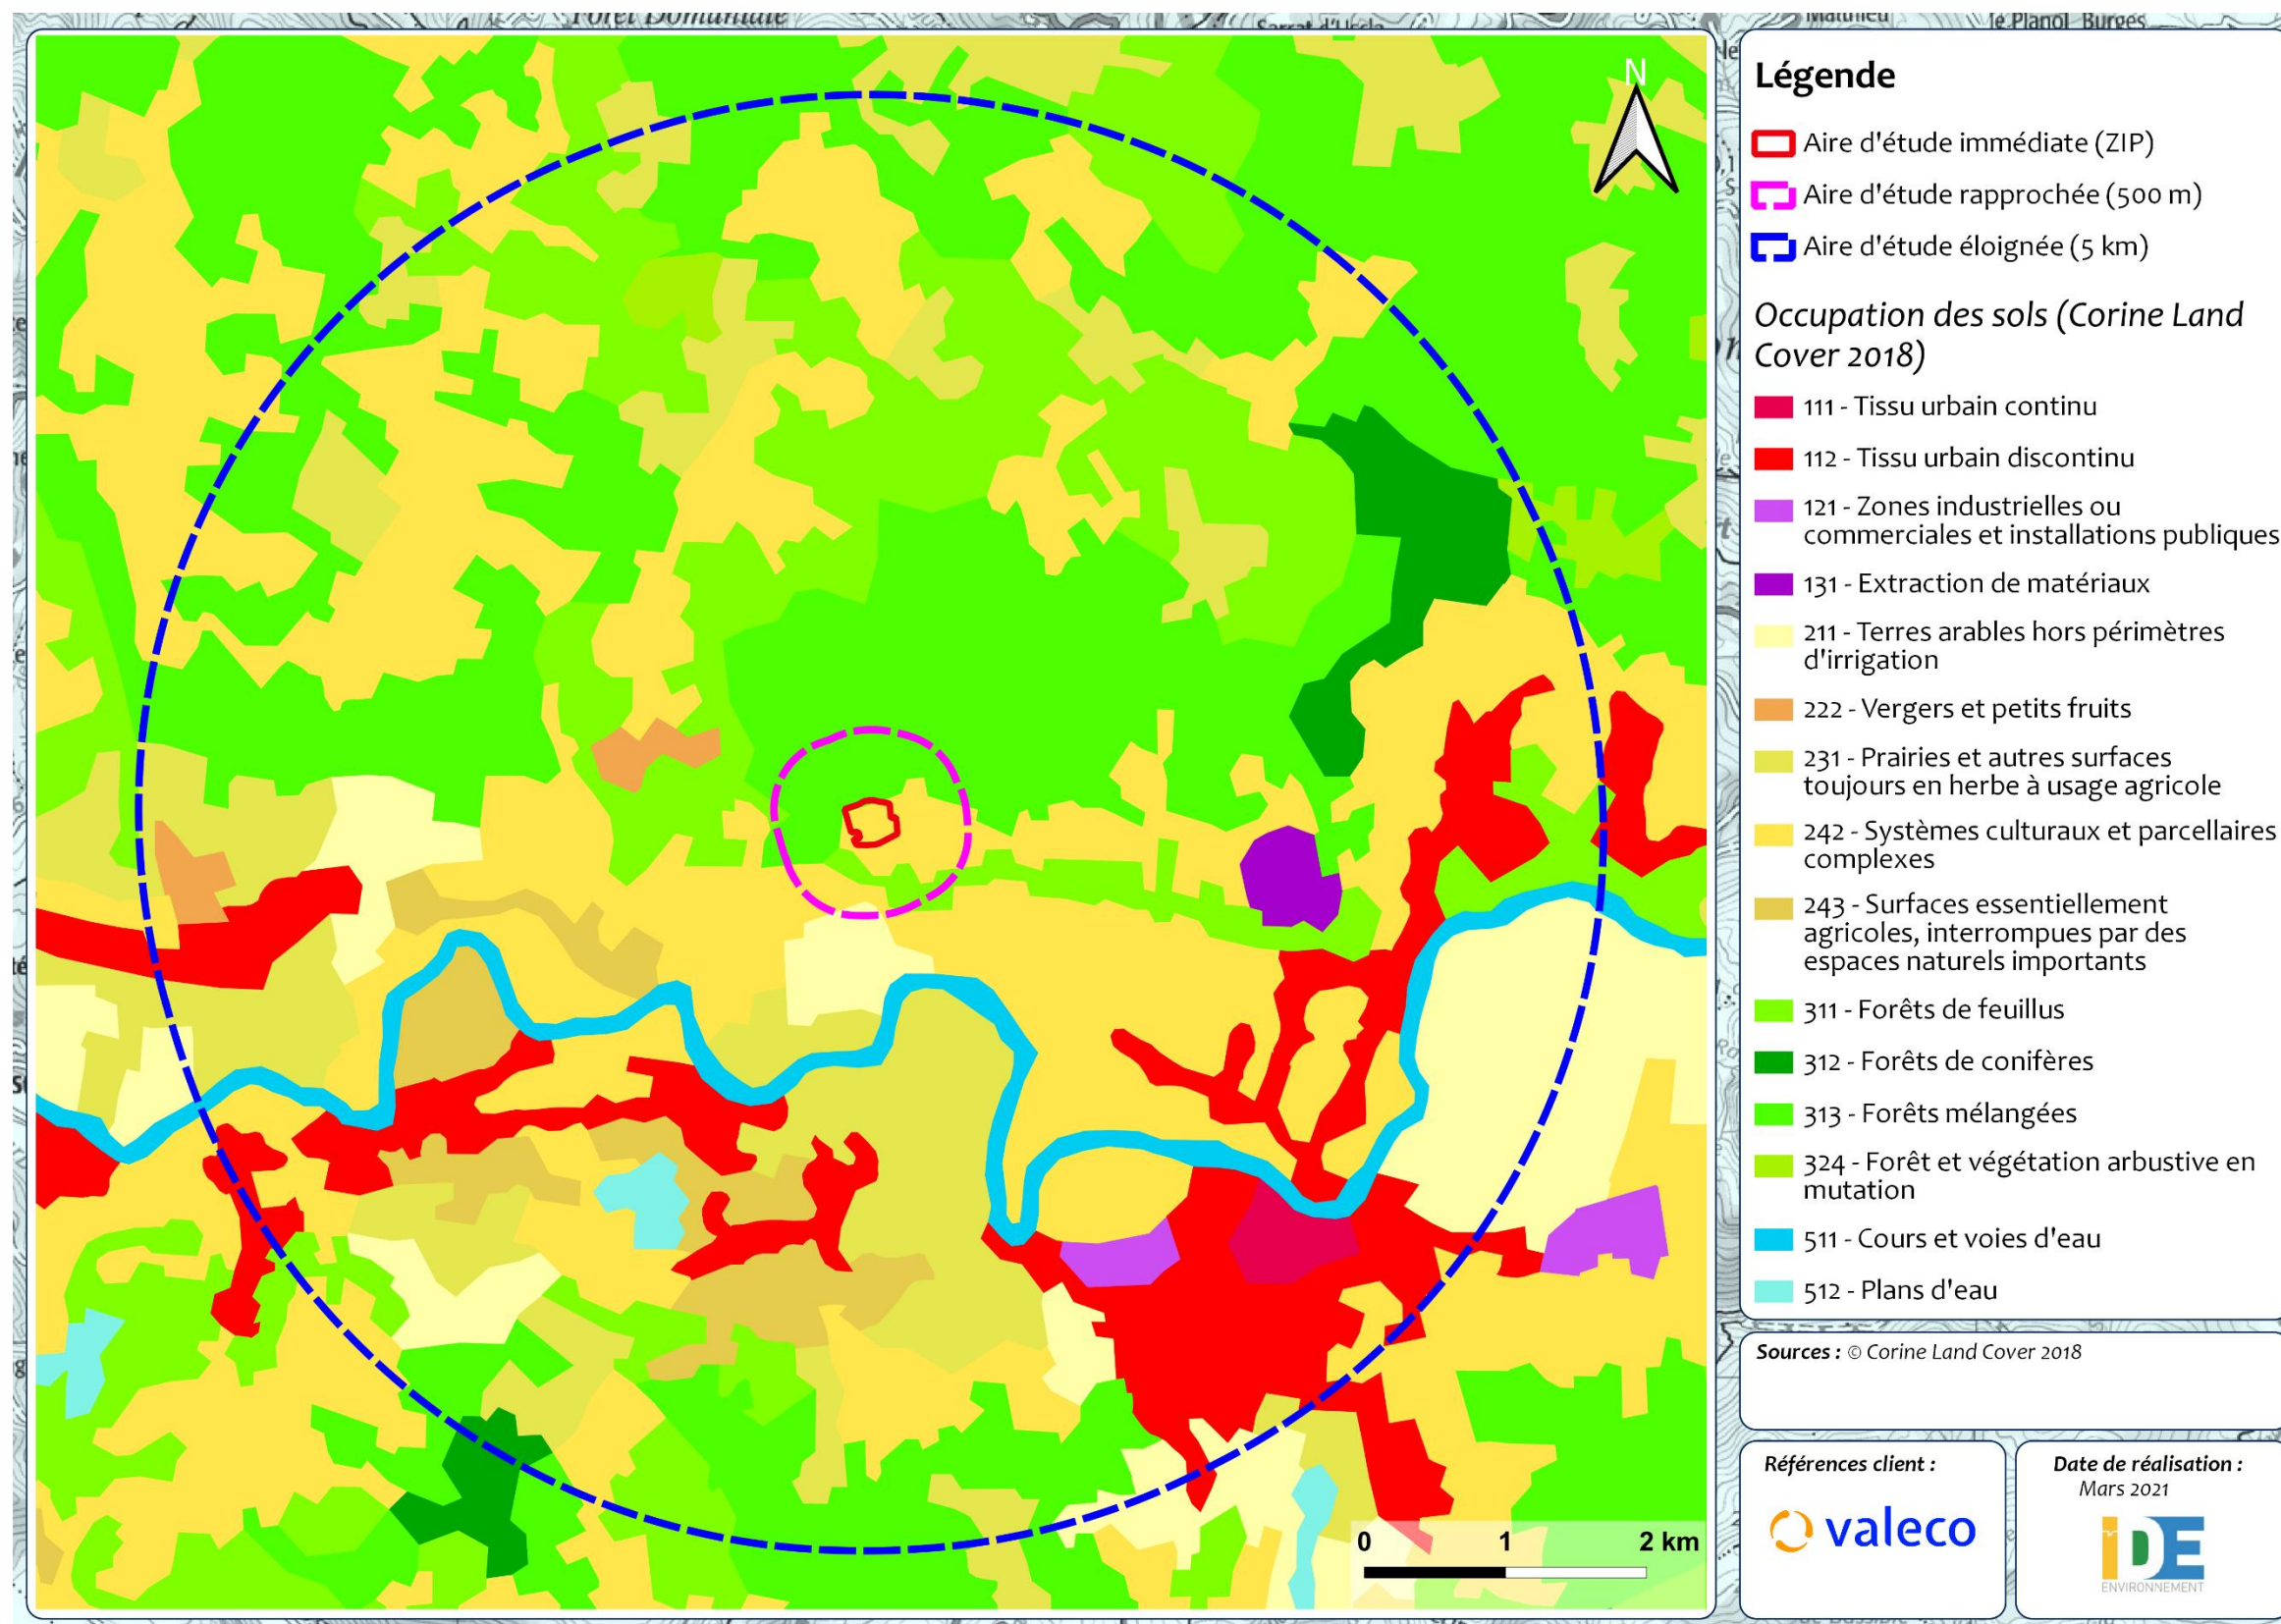 Forêt Domaniale
Sarrat d'Uscla
Mathieu
le Planol
Burges
N
Légende
Aire d'étude immédiate (ZIP)
Aire d'étude rapprochée (500 m)
Aire d'étude éloignée (5 km)
Occupation des sols (Corine Land
Cover 2018)
111 - Tissu urbain continu
112 - Tissu urbain discontinu
121 - Zones industrielles ou
commerciales et installations publiques
131 - Extraction de matériaux
211 - Terres arables hors périmètres
d'irrigation
222 - Vergers et petits fruits
231 - Prairies et autres surfaces
toujours en herbe à usage agricole
242 - Systèmes culturaux et parcellaires
complexes
243 - Surfaces essentiellement
agricoles, interrompues par des
espaces naturels importants
311 - Forêts de feuillus
312 - Forêts de conifères
313 - Forêts mélangées
324 - Forêt et végétation arbustive en
mutation
511 - Cours et voies d'eau
512 - Plans d'eau
Sources : © Corine Land Cover 2018
Références client :
valeco
Date de réalisation :
Mars 2021
iDE
ENVIRONNEMENT
0 1 2 km